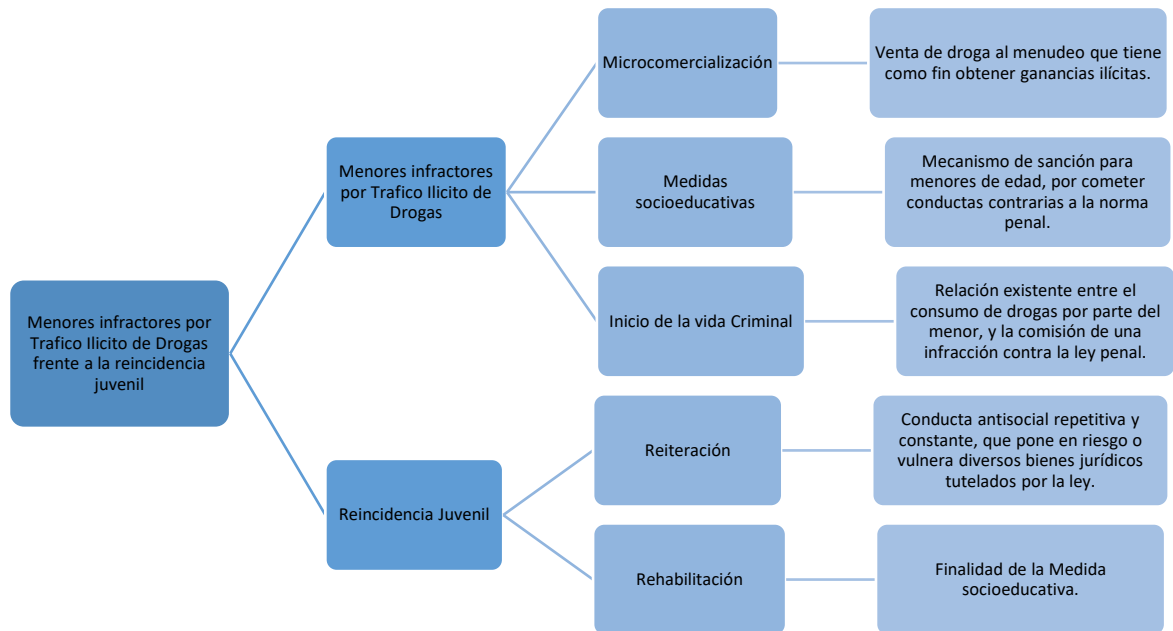 Menores infractores por
Trafico Ilicito de Drogas
frente a la reincidencia
juvenil
Menores infractores
por Trafico Ilicito de
Drogas
Microcomercialización
Venta de droga al menudeo que tiene
como fin obtener ganancias ilícitas.
Medidas
socioeducativas
Mecanismo de sanción para
menores de edad, por cometer
conductas contrarias a la norma
penal.
Inicio de la vida Criminal
Relación existente entre el
consumo de drogas por parte del
menor, y la comisión de una
infracción contra la ley penal.
Reincidencia Juvenil
Reiteración
Conducta antisocial repetitiva y
constante, que pone en riesgo o
vulnera diversos bienes jurídicos
tutelados por la ley.
Rehabilitación
Finalidad de la Medida
socioeducativa.